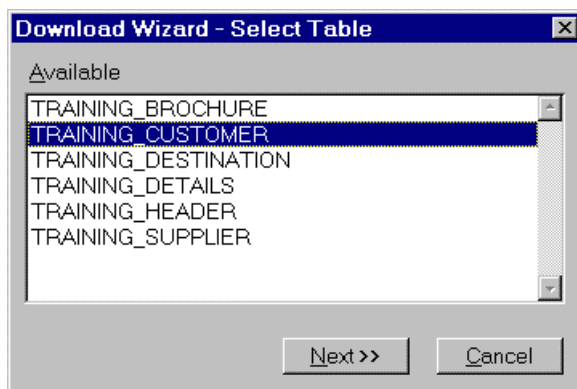 Download Wizard - Select Table
Available
TRAINING_BROCHURE
TRAINING_CUSTOMER
TRAINING_DESTINATION
TRAINING_DETAILS
TRAINING_HEADER
TRAINING_SUPPLIER
Next >> Cancel